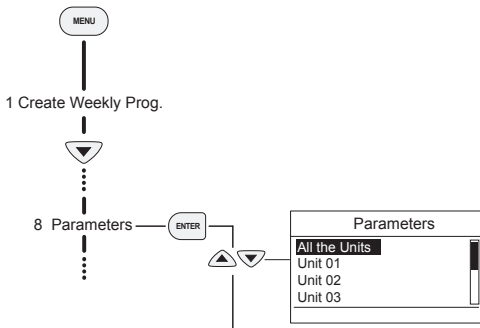 MENU
1 Create Weekly Prog.
8 Parameters
ENTER
Parameters
All the Units
Unit 01
Unit 02
Unit 03